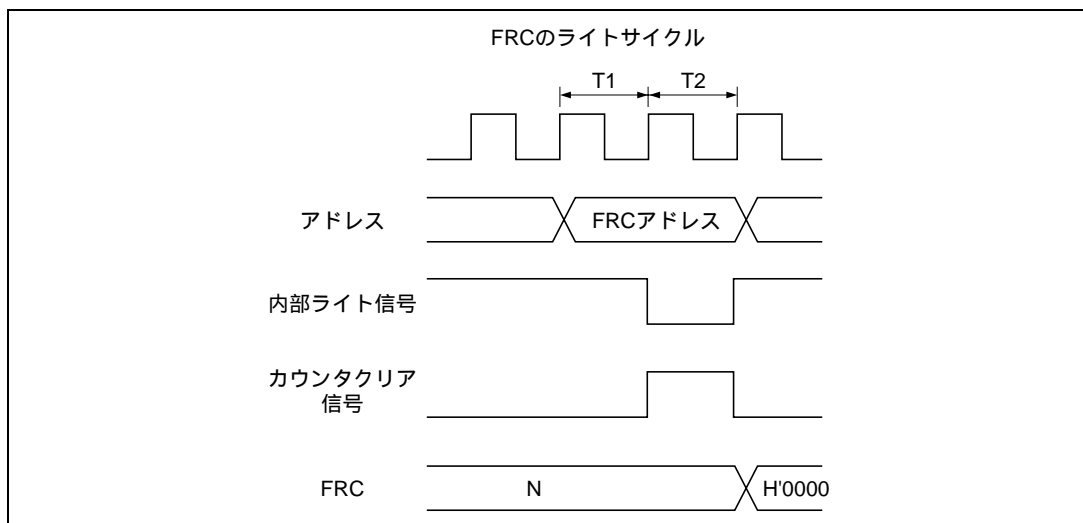 FRCのライトサイクル
T1 T2
アドレス FRCアドレス
内部ライト信号
カウンタクリア
信号
FRC N H'0000